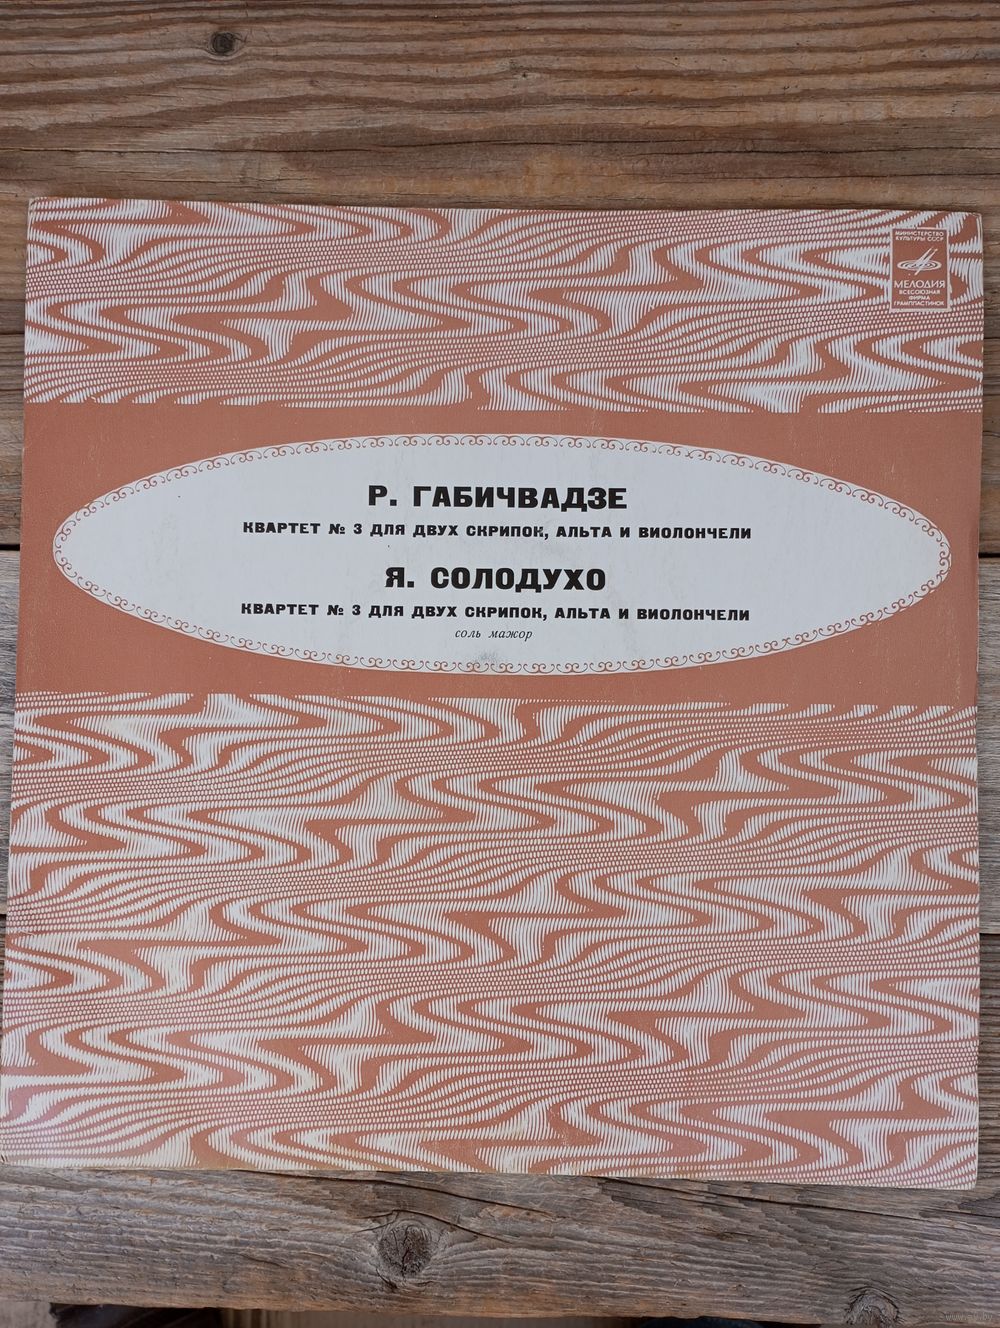 МИНИСТЕРСТВО
КУЛЬТУРЫ СССР
МЕЛОДИЯ
ВСЕСОЮЗНАЯ
ФИРМА
ГРАМПЛАСТИНОК
Р. ГАБИЧВАДЗЕ
КВАРТЕТ № 3 ДЛЯ ДВУХ СКРИПОК, АЛЬТА И ВИОЛОНЧЕЛИ
Я. СОЛОДУХО
КВАРТЕТ № 3 ДЛЯ ДВУХ СКРИПОК, АЛЬТА И ВИОЛОНЧЕЛИ
соль мажор